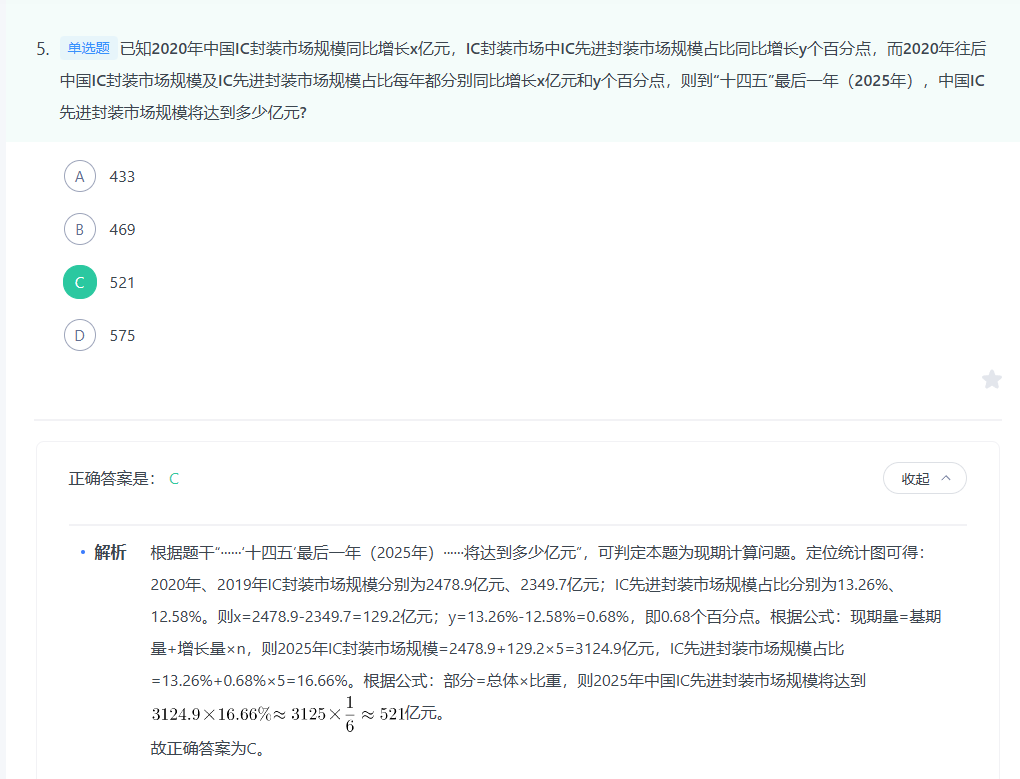 5. 单选题 已知2020年中国IC封装市场规模同比增长x亿元，IC封装市场中IC先进封装市场规模占比同比增长y个百分点，而2020年往后
中国IC封装市场规模及IC先进封装市场规模占比每年都分别同比增长x亿元和y个百分点，则到“十四五”最后一年（2025年），中国IC
先进封装市场规模将达到多少亿元?
A 433
B 469
C 521
D 575
正确答案是： C
收起
解析 根据题干“……‘十四五’最后一年（2025年）……将达到多少亿元”，可判定本题为现期计算问题。定位统计图可得：
2020年、2019年IC封装市场规模分别为2478.9亿元、2349.7亿元；IC先进封装市场规模占比分别为13.26%、
12.58%。则x=2478.9-2349.7=129.2亿元；y=13.26%-12.58%=0.68%，即0.68个百分点。根据公式：现期量=基期
量+增长量×n，则2025年IC封装市场规模=2478.9+129.2×5=3124.9亿元，IC先进封装市场规模占比
=13.26%+0.68%×5=16.66%。根据公式：部分=总体×比重，则2025年中国IC先进封装市场规模将达到
3124.9×16.66%≈3125×1/6≈521亿元。
故正确答案为C。